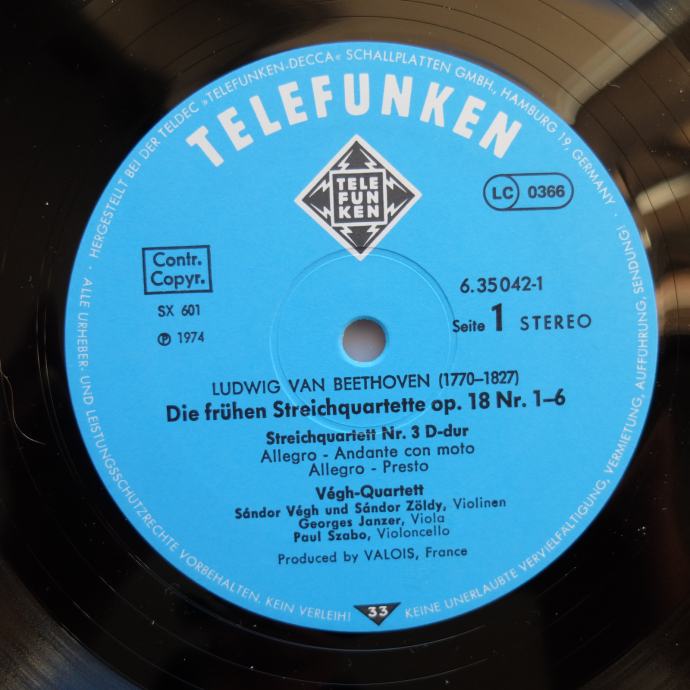 HERGESTELLT BEI DER TELDEC »TELEFUNKEN-DECCA« SCHALLPLATTEN GMBH., HAMBURG 19, GERMANY ·
TELEFUNKEN
TELE
FUN
KEN
LC 0366
Contr.
Copyr.
SX 601
℗ 1974
6.35042-1
Seite 1 STEREO
LUDWIG VAN BEETHOVEN (1770–1827)
Die frühen Streichquartette op. 18 Nr. 1–6
Streichquartett Nr. 3 D-dur
Allegro - Andante con moto
Allegro - Presto
Végh-Quartett
Sándor Végh und Sándor Zöldy, Violinen
Georges Janzer, Viola
Paul Szabo, Violoncello
Produced by VALOIS, France
33
· ALLE URHEBER- UND LEISTUNGSSCHUTZRECHTE VORBEHALTEN. KEIN VERLEIH! KEINE UNERLAUBTE VERVIELFÄLTIGUNG, VERMIETUNG, AUFFÜHRUNG, SENDUNG!